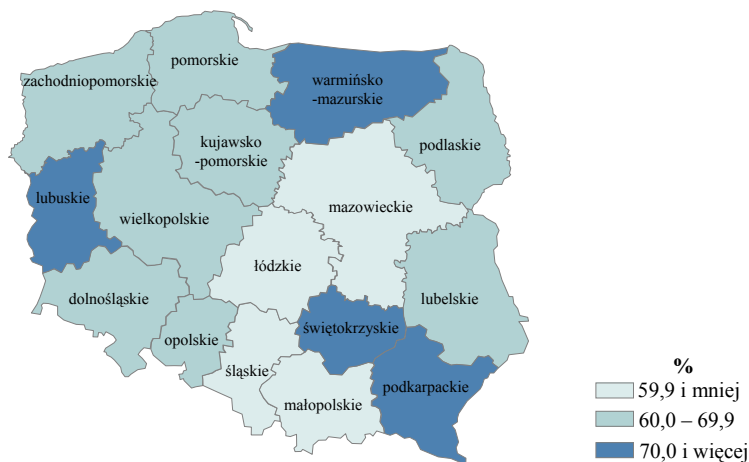 pomorskie
zachodniopomorskie
warmińsko
-mazurskie
kujawsko
-pomorskie
podlaskie
lubuskie
wielkopolskie
mazowieckie
łódzkie
dolnośląskie
lubelskie
opolskie
świętokrzyskie
śląskie
podkarpackie
małopolskie
%
59,9 i mniej
60,0 – 69,9
70,0 i więcej